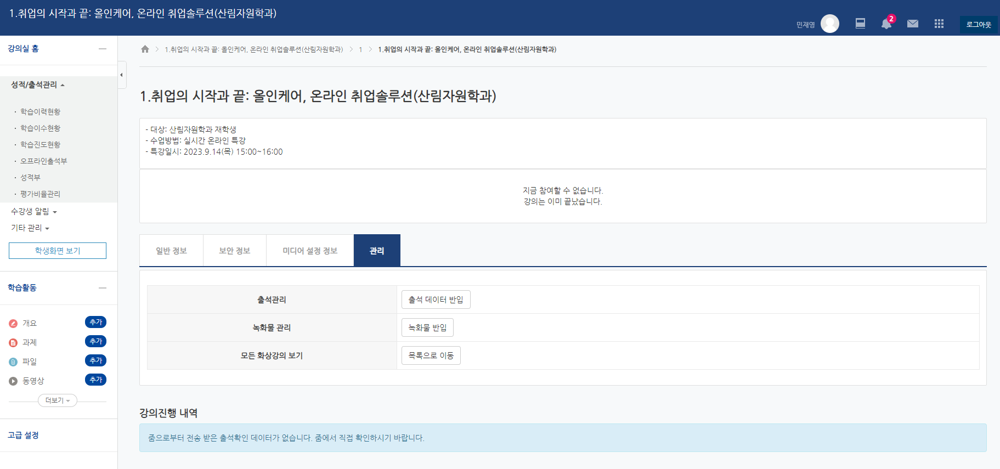 1.취업의 시작과 끝: 올인케어, 온라인 취업솔루션(산림자원학과)
민재영
2
로그아웃
강의실 홈
성적/출석관리
· 학습이력현황
· 학습이수현황
· 학습진도현황
· 오프라인출석부
· 성적부
· 평가비율관리
수강생 알림
기타 관리
학생화면 보기
학습활동
개요 추가
과제 추가
파일 추가
동영상 추가
더보기
고급 설정
1.취업의 시작과 끝: 올인케어, 온라인 취업솔루션(산림자원학과) > 1 > 1.취업의 시작과 끝: 올인케어, 온라인 취업솔루션(산림자원학과)
1.취업의 시작과 끝: 올인케어, 온라인 취업솔루션(산림자원학과)
- 대상: 산림자원학과 재학생
- 수업방법: 실시간 온라인 특강
- 특강일시: 2023.9.14(목) 15:00~16:00
지금 참여할 수 없습니다.
강의는 이미 끝났습니다.
일반 정보 보안 정보 미디어 설정 정보 관리
출석관리 출석 데이터 반입
녹화물 관리 녹화물 반입
모든 화상강의 보기 목록으로 이동
강의진행 내역
줌으로부터 전송 받은 출석확인 데이터가 없습니다. 줌에서 직접 확인하시기 바랍니다.